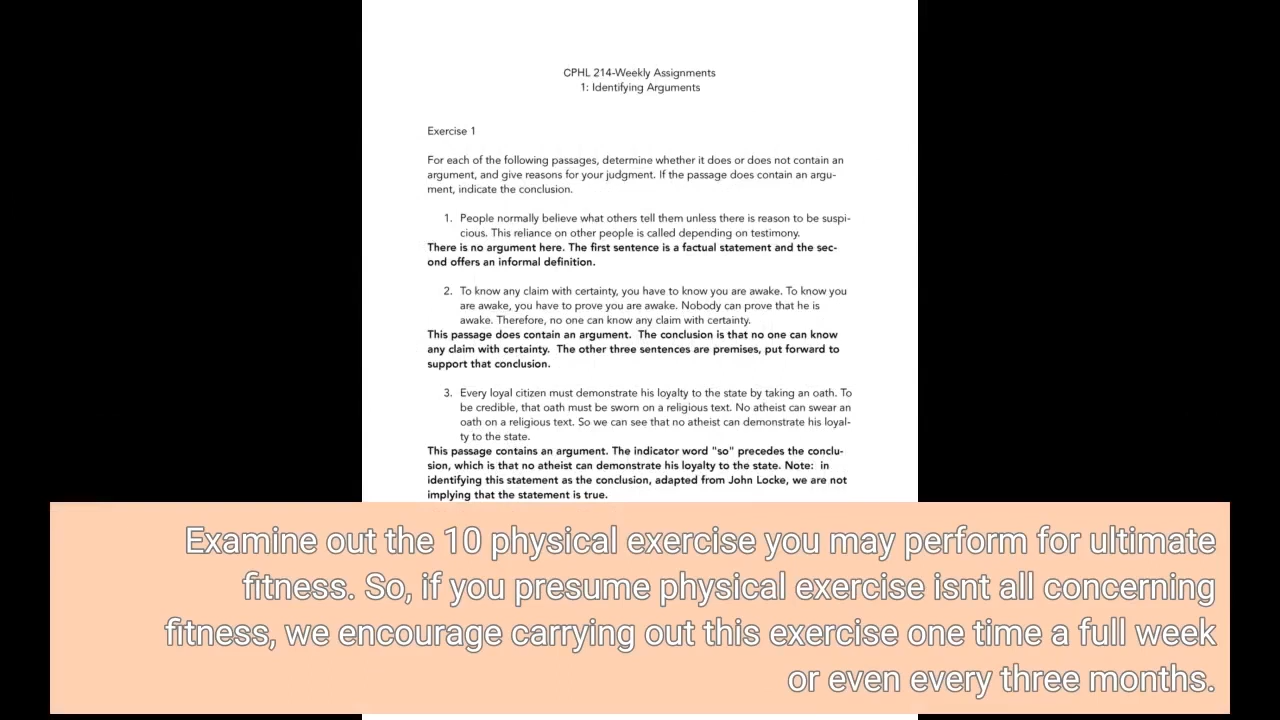 CPHL 214-Weekly Assignments
1: Identifying Arguments
Exercise 1
For each of the following passages, determine whether it does or does not contain an
argument, and give reasons for your judgment. If the passage does contain an argu-
ment, indicate the conclusion.
1. People normally believe what others tell them unless there is reason to be suspi-
cious. This reliance on other people is called depending on testimony.
There is no argument here. The first sentence is a factual statement and the sec-
ond offers an informal definition.
2. To know any claim with certainty, you have to know you are awake. To know you
are awake, you have to prove you are awake. Nobody can prove that he is
awake. Therefore, no one can know any claim with certainty.
This passage does contain an argument.  The conclusion is that no one can know
any claim with certainty.  The other three sentences are premises, put forward to
support that conclusion.
3. Every loyal citizen must demonstrate his loyalty to the state by taking an oath. To
be credible, that oath must be sworn on a religious text. No atheist can swear an
oath on a religious text. So we can see that no atheist can demonstrate his loyal-
ty to the state.
This passage contains an argument. The indicator word "so" precedes the conclu-
sion, which is that no atheist can demonstrate his loyalty to the state. Note:  in
identifying this statement as the conclusion, adapted from John Locke, we are not
implying that the statement is true.
Examine out the 10 physical exercise you may perform for ultimate
fitness. So, if you presume physical exercise isnt all concerning
fitness, we encourage carrying out this exercise one time a full week
or even every three months.